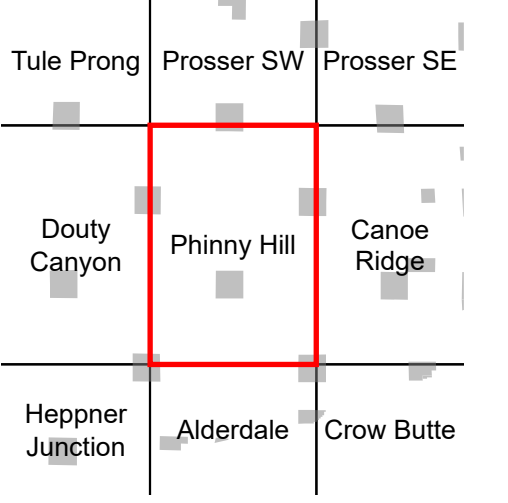 Tule Prong
Prosser SW
Prosser SE
Douty
Canyon
Phinny Hill
Canoe
Ridge
Heppner
Junction
Alderdale
Crow Butte